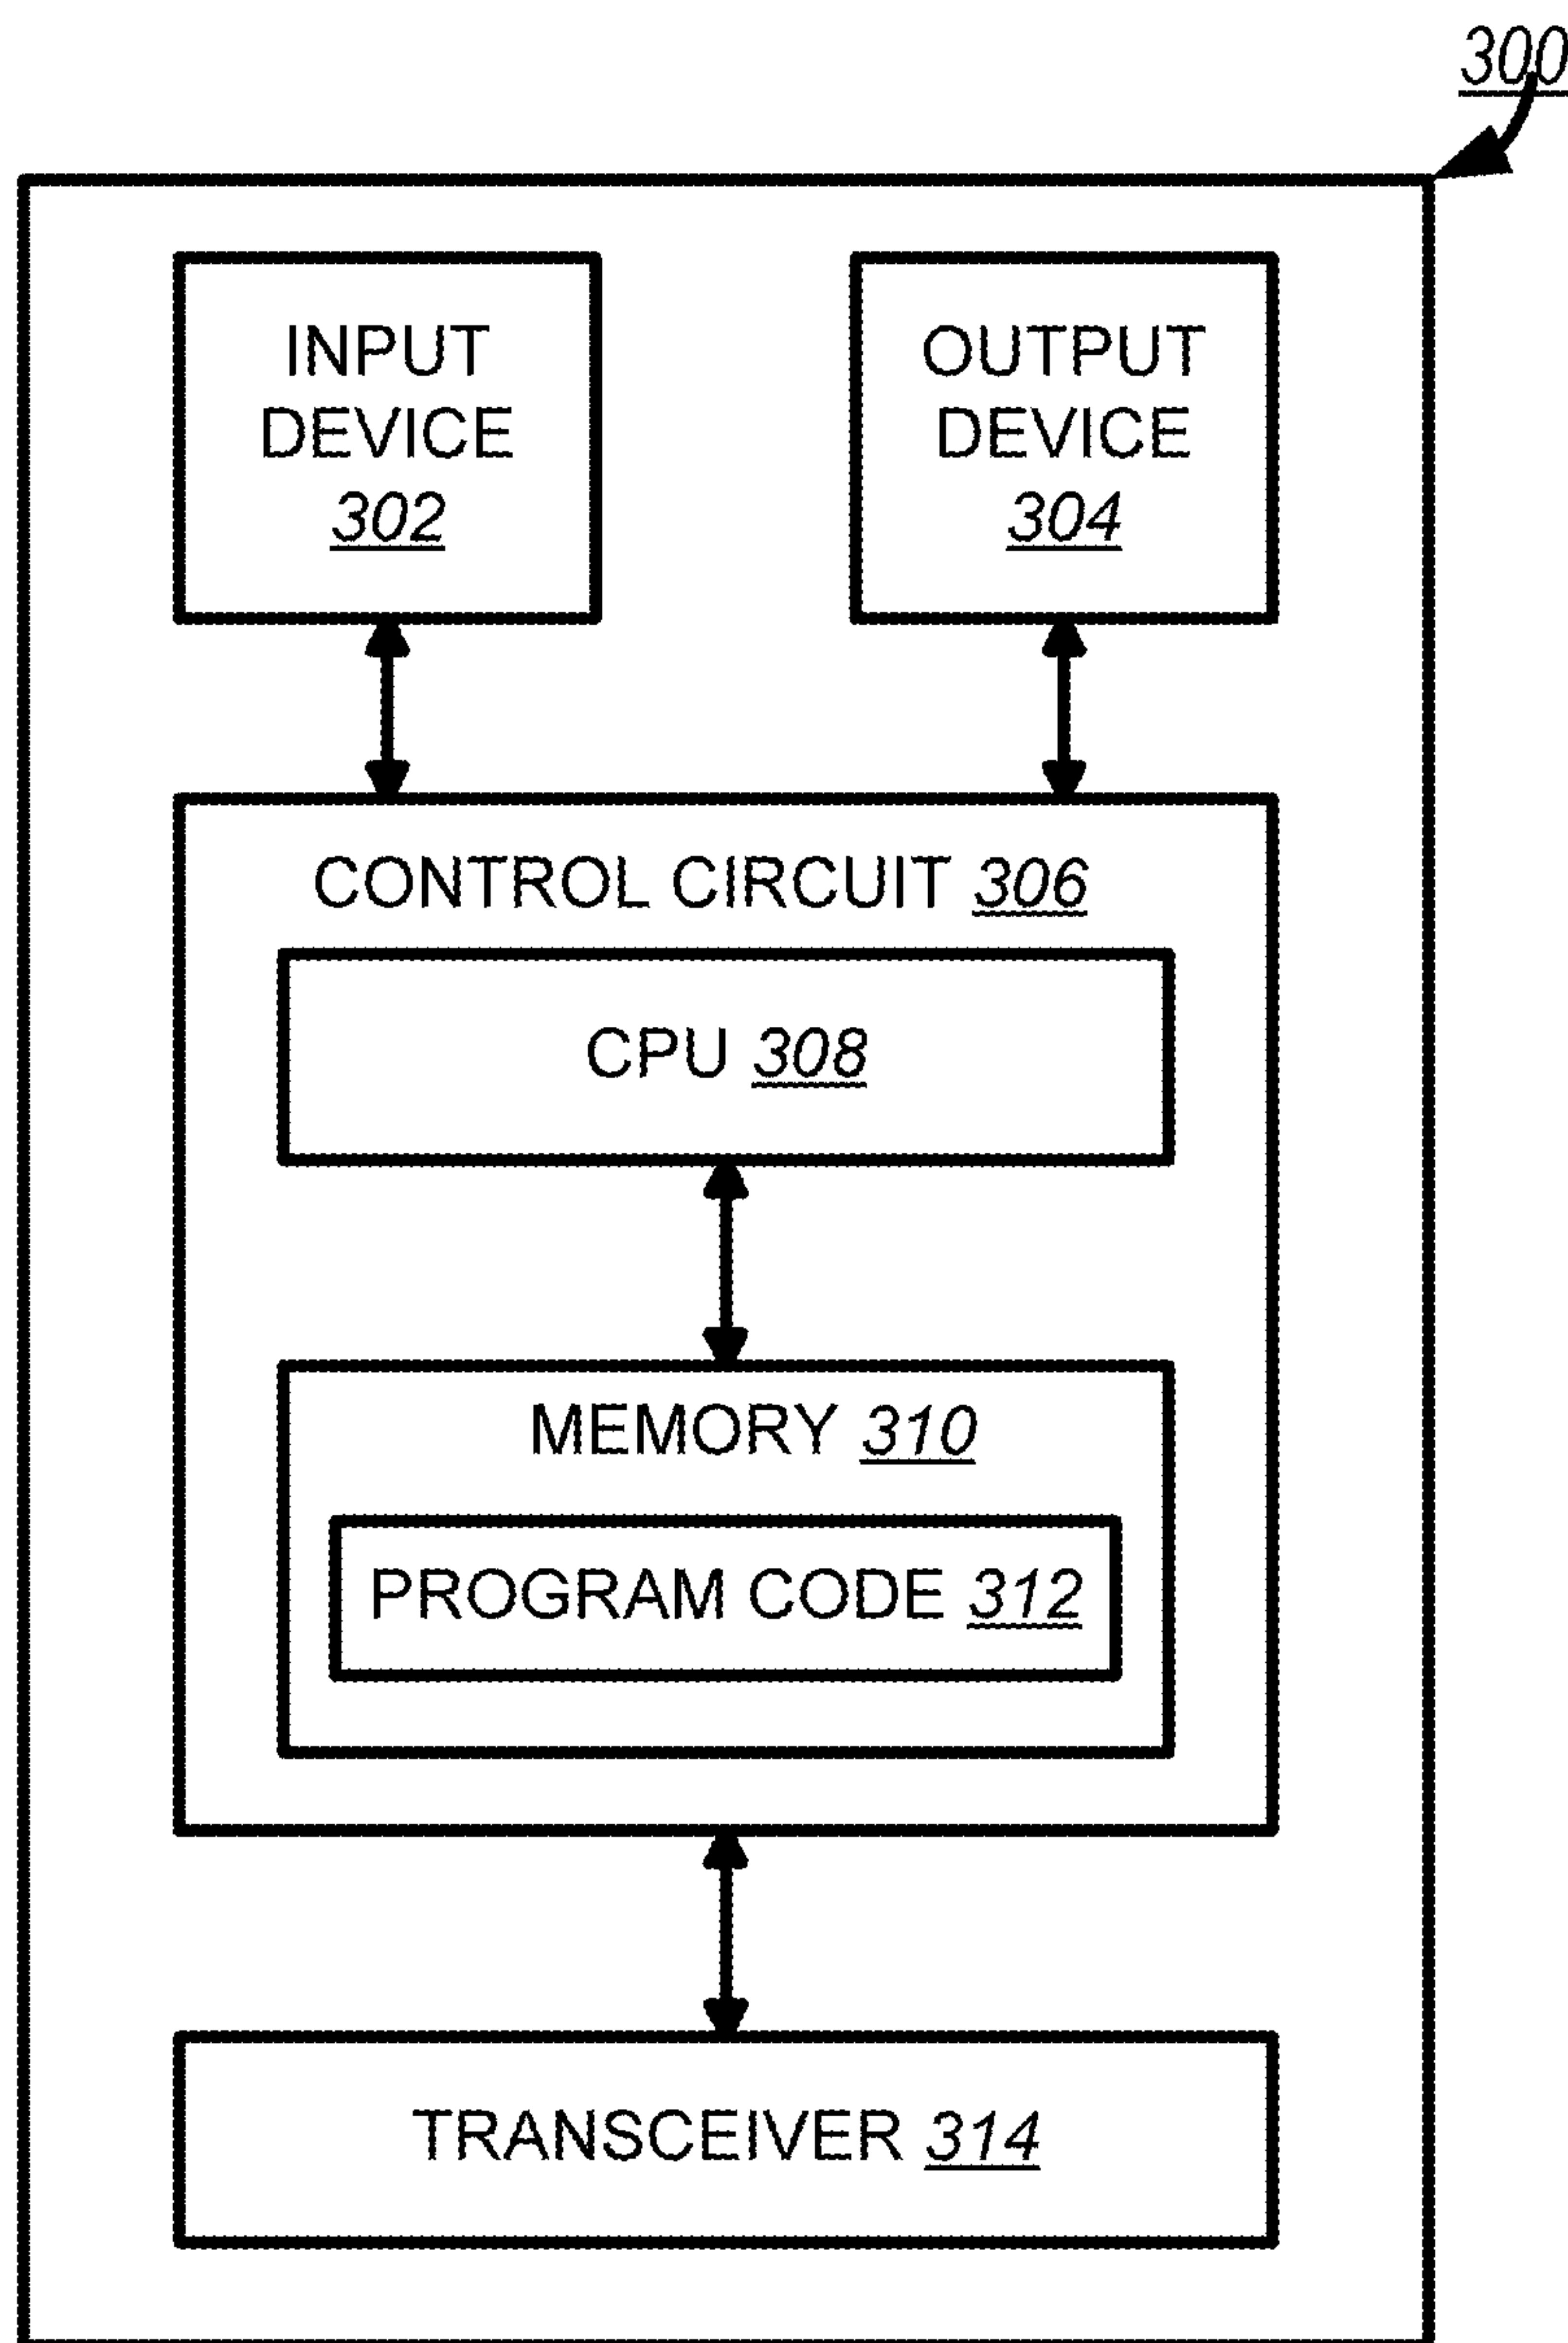 300
INPUT
DEVICE
302
OUTPUT
DEVICE
304
CONTROL CIRCUIT 306
CPU 308
MEMORY 310
PROGRAM CODE 312
TRANSCEIVER 314